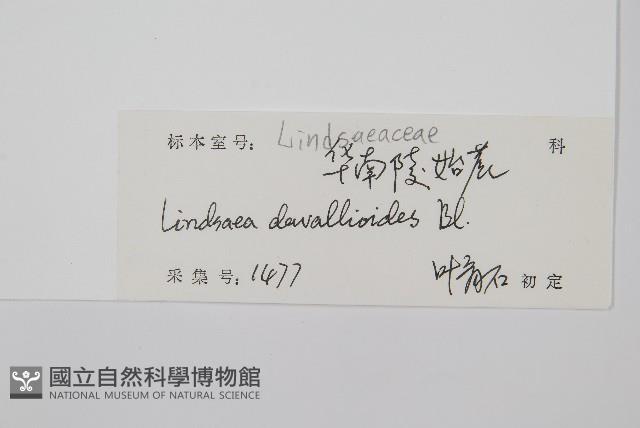 标本室号: Lindsaeaceae 科
华南陵始蕨
Lindsaea davallioides Bl.
采集号: 1477 叶育石 初定
國立自然科學博物館
NATIONAL MUSEUM OF NATURAL SCIENCE